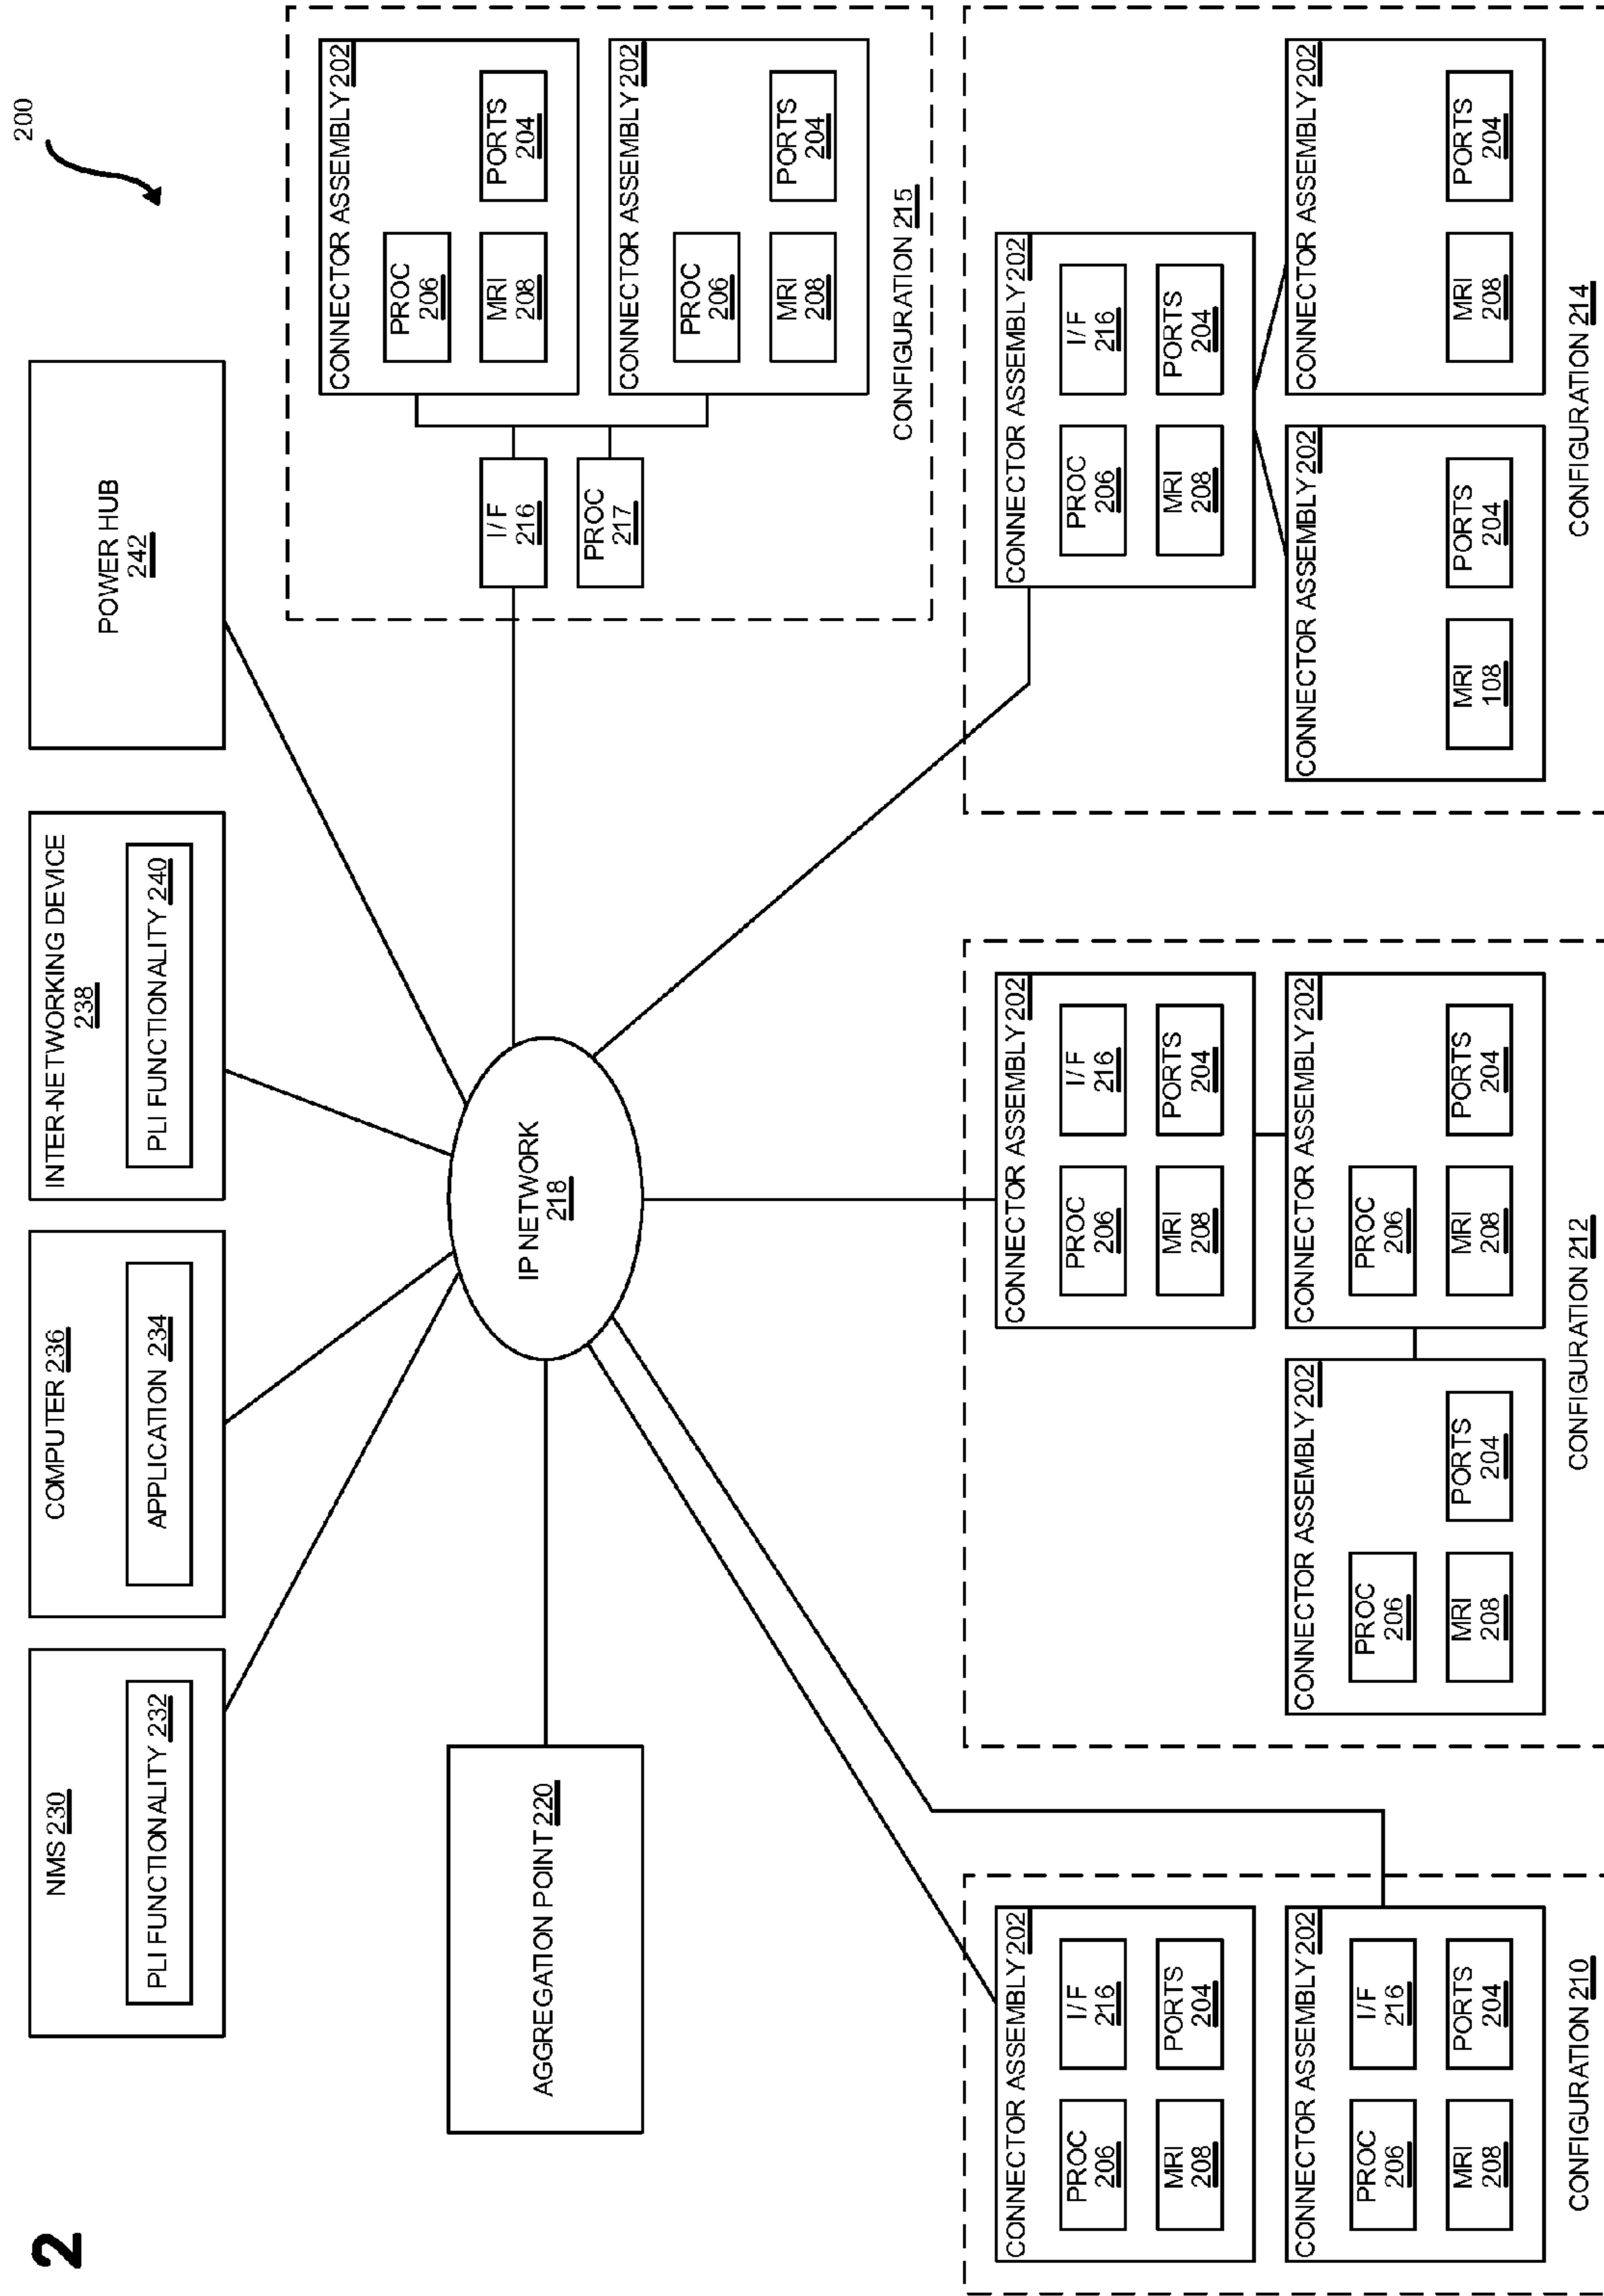 2
200
NMS 230
PLI FUNCTIONALITY 232
COMPUTER 236
APPLICATION 234
INTER-NETWORKING DEVICE
238
PLI FUNCTIONALITY 240
POWER HUB
242
AGGREGATION POINT 220
IP NETWORK
218
I/F
216
PROC
217
CONNECTOR ASSEMBLY 202
PROC
206
MRI
208
PORTS
204
CONNECTOR ASSEMBLY 202
PROC
206
MRI
208
PORTS
204
CONFIGURATION 215
CONNECTOR ASSEMBLY 202
PROC
206
I/F
216
MRI
208
PORTS
204
CONNECTOR ASSEMBLY 202
PROC
206
I/F
216
MRI
208
PORTS
204
CONFIGURATION 210
CONNECTOR ASSEMBLY 202
PROC
206
I/F
216
MRI
208
PORTS
204
CONNECTOR ASSEMBLY 202
PROC
206
MRI
208
PORTS
204
CONNECTOR ASSEMBLY 202
PROC
206
MRI
208
PORTS
204
CONFIGURATION 212
CONNECTOR ASSEMBLY 202
PROC
206
I/F
216
MRI
208
PORTS
204
CONNECTOR ASSEMBLY 202
MRI
108
PORTS
204
CONNECTOR ASSEMBLY 202
MRI
208
PORTS
204
CONFIGURATION 214